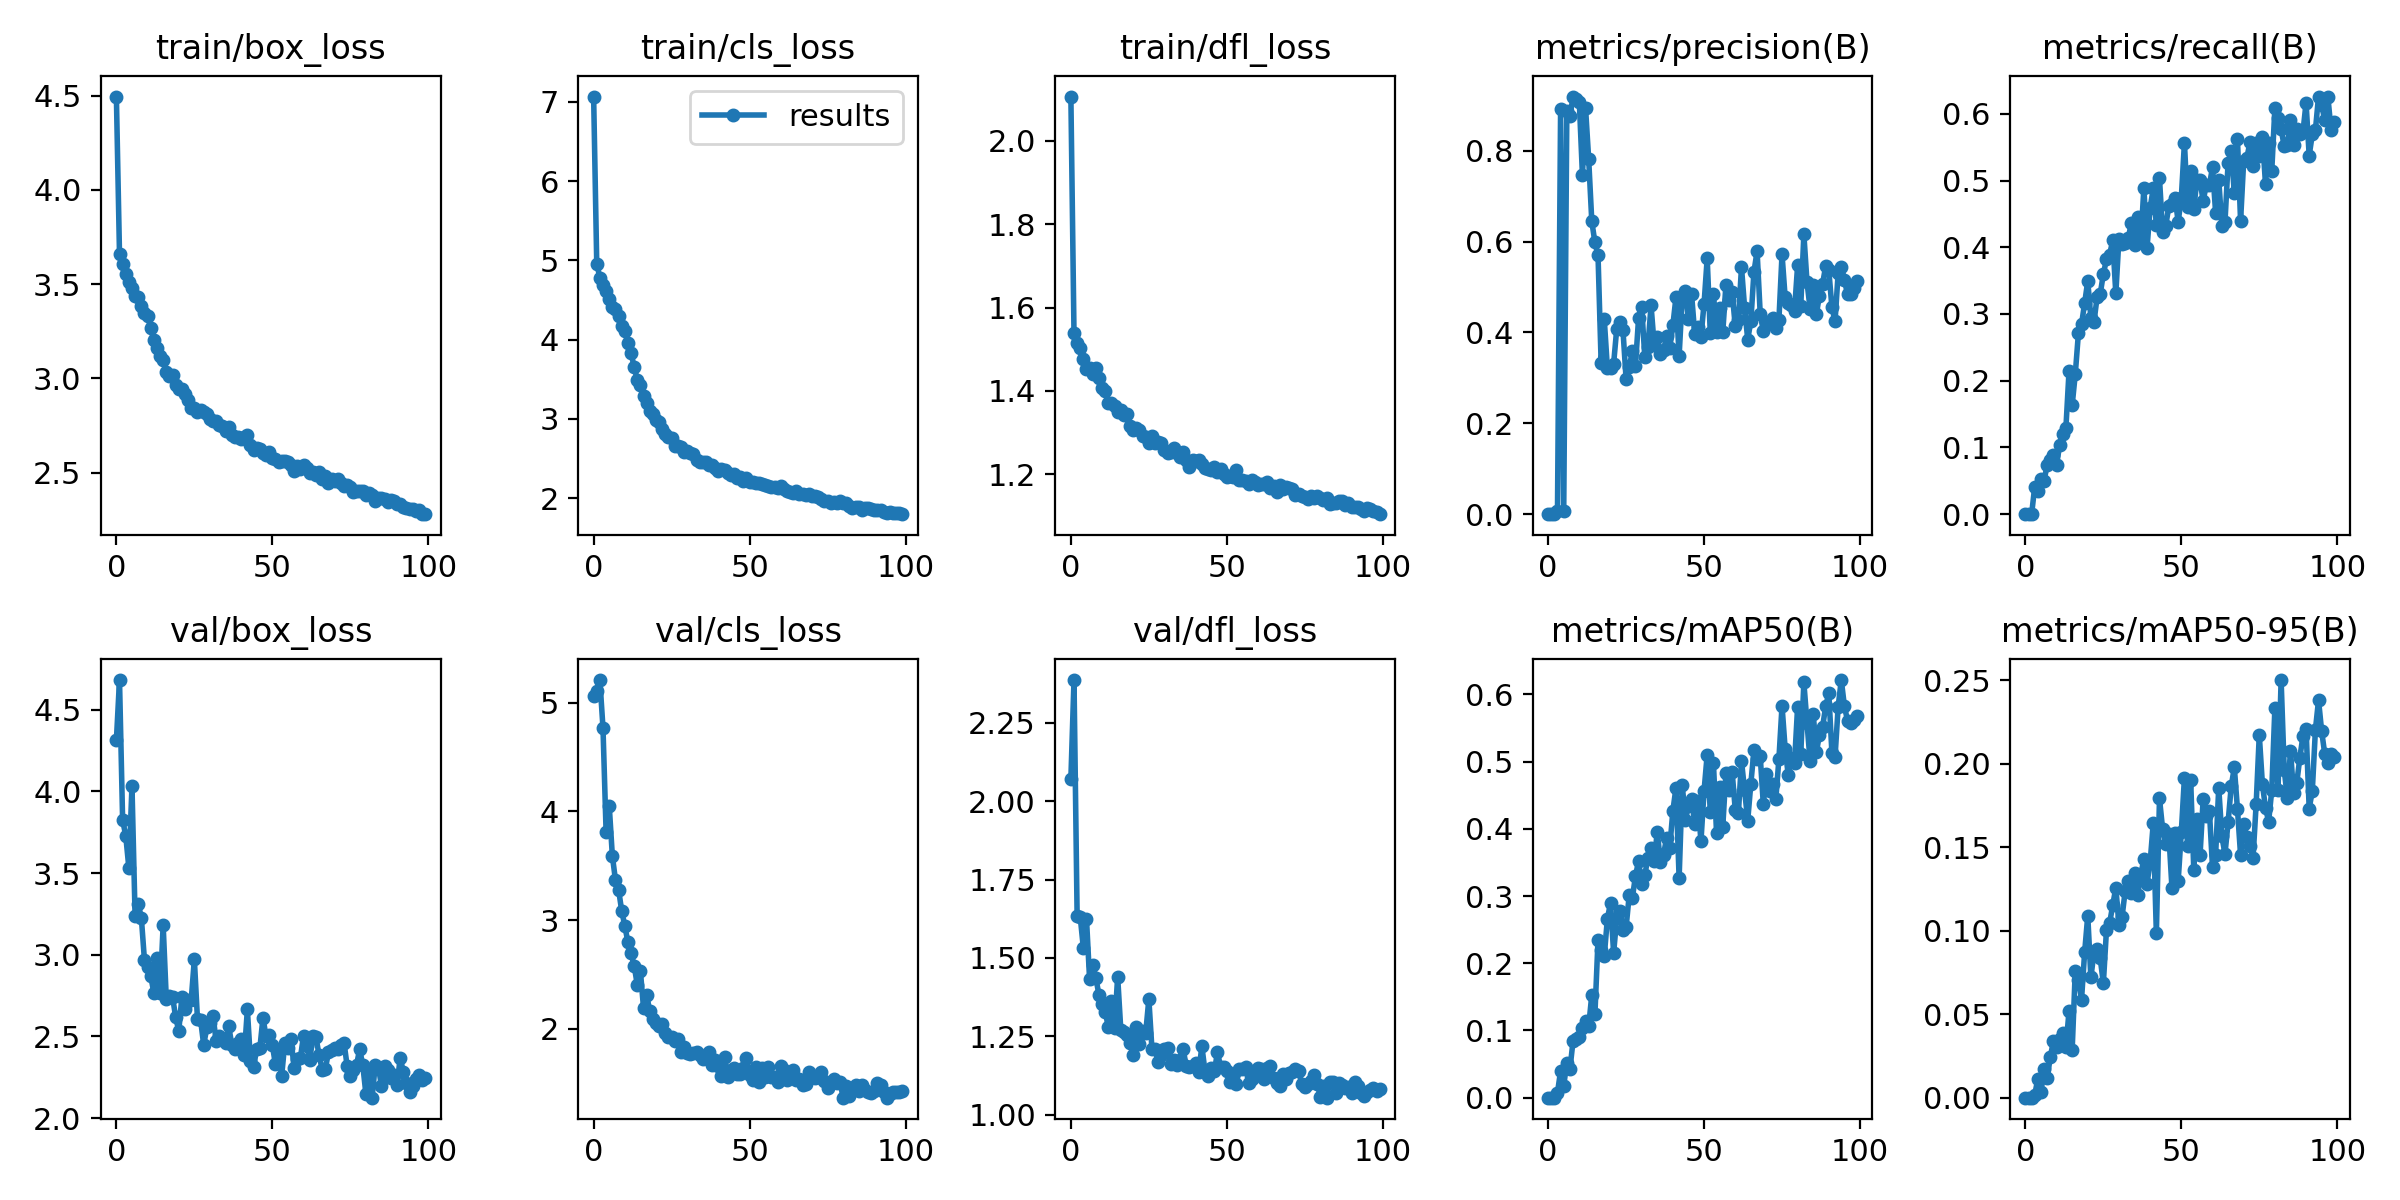 train/box_loss
4.5
4.0
3.5
3.0
2.5
0 50 100
train/cls_loss
results
7
6
5
4
3
2
0 50 100
train/dfl_loss
2.0
1.8
1.6
1.4
1.2
0 50 100
metrics/precision(B)
0.8
0.6
0.4
0.2
0.0
0 50 100
metrics/recall(B)
0.6
0.5
0.4
0.3
0.2
0.1
0.0
0 50 100
val/box_loss
4.5
4.0
3.5
3.0
2.5
2.0
0 50 100
val/cls_loss
5
4
3
2
0 50 100
val/dfl_loss
2.25
2.00
1.75
1.50
1.25
1.00
0 50 100
metrics/mAP50(B)
0.6
0.5
0.4
0.3
0.2
0.1
0.0
0 50 100
metrics/mAP50-95(B)
0.25
0.20
0.15
0.10
0.05
0.00
0 50 100